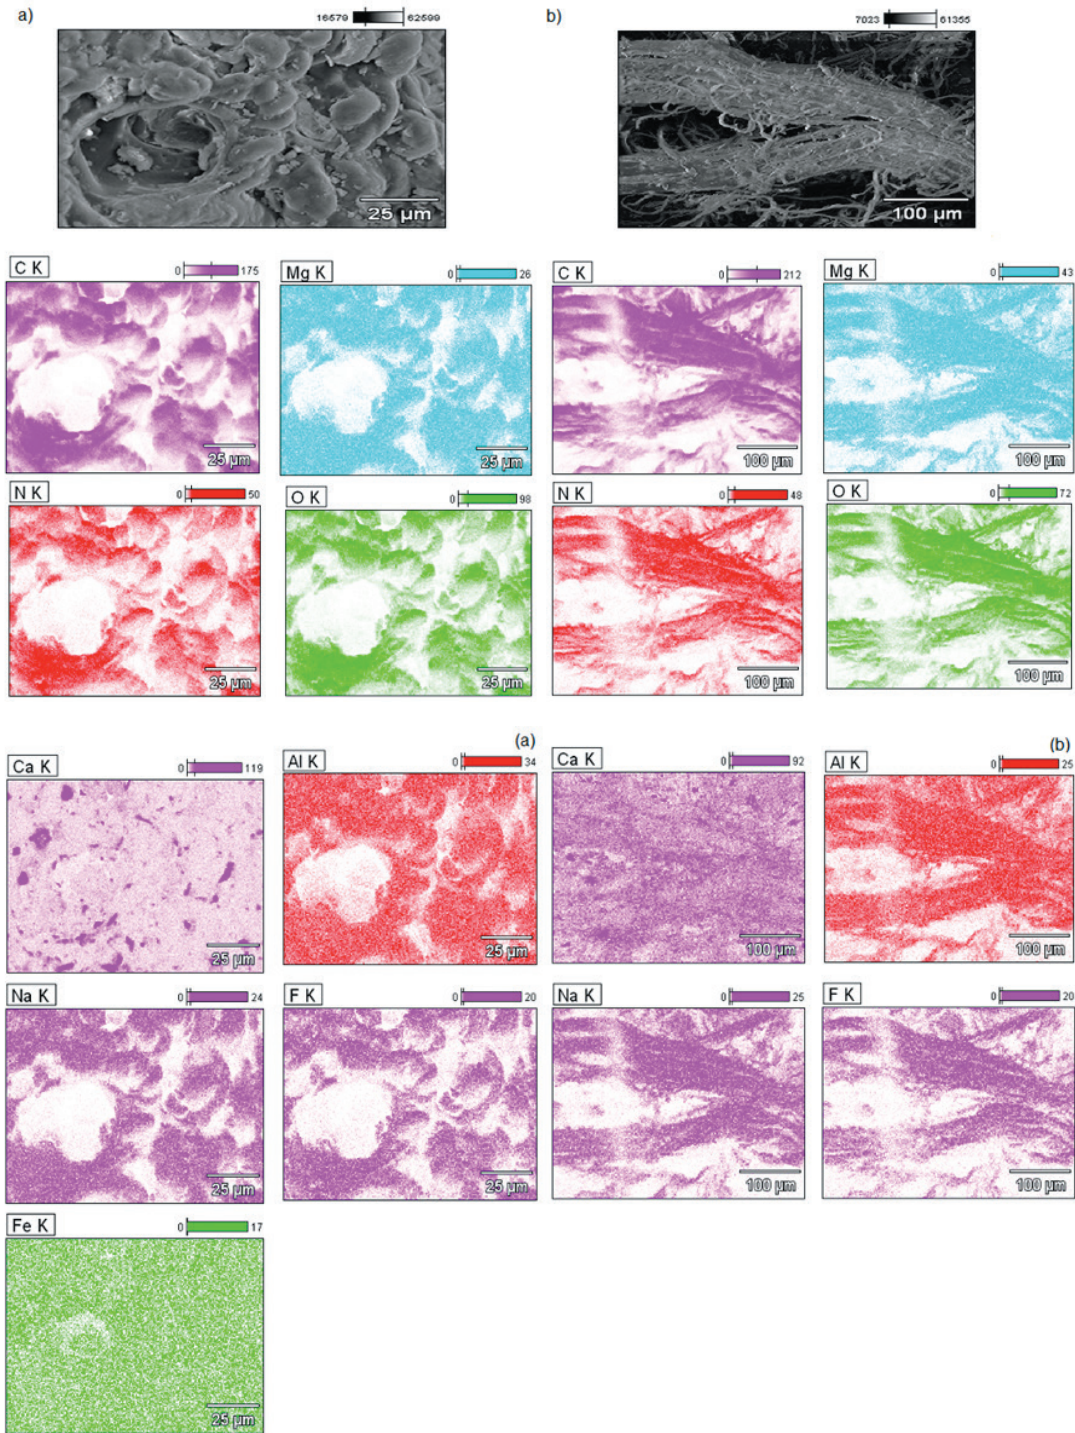 a) 16579 62599 b) 7023 61355
25 µm 100 µm
C K 0 175 Mg K 0 26 C K 0 212 Mg K 0 43
25 µm 25 µm 100 µm 100 µm
N K 0 50 O K 0 98 N K 0 48 O K 0 72
25 µm 25 µm 100 µm 100 µm
(a) (b)
Ca K 0 119 Al K 0 34 Ca K 0 92 Al K 0 25
25 µm 25 µm 100 µm 100 µm
Na K 0 24 F K 0 20 Na K 0 25 F K 0 20
25 µm 25 µm 100 µm 100 µm
Fe K 0 17
25 µm